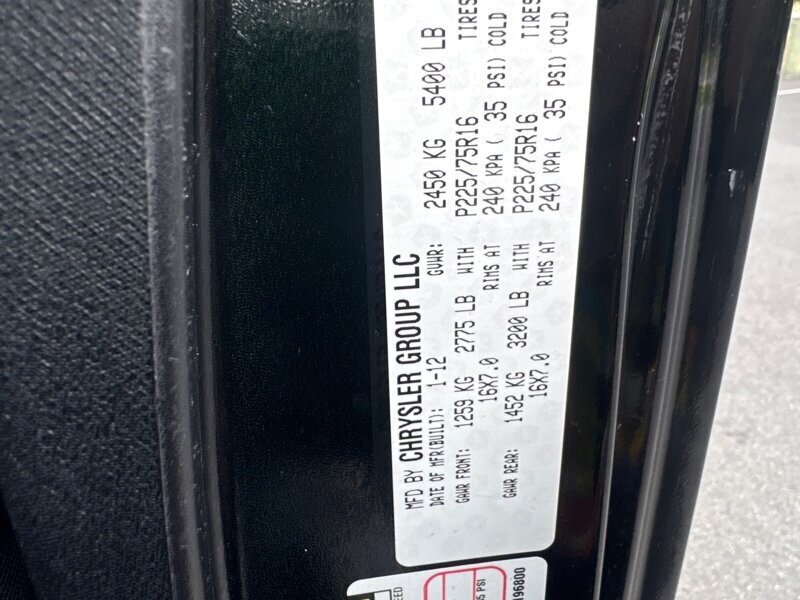 MFD BY CHRYSLER GROUP LLC
DATE OF MFR(BUILT): 1-12 GVWR: 2450 KG 5400 LB
GAWR FRONT: 1259 KG 2775 LB WITH P225/75R16 TIRES
16X7.0 RIMS AT 240 KPA ( 35 PSI) COLD
GAWR REAR: 1452 KG 3200 LB WITH P225/75R16 TIRES
16X7.0 RIMS AT 240 KPA ( 35 PSI) COLD
PSI